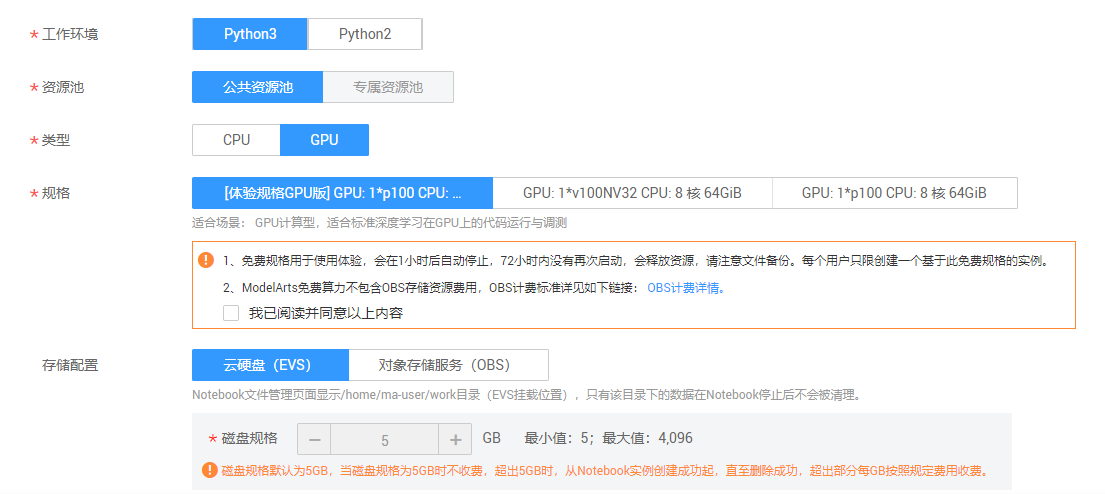 * 工作环境 Python3 Python2
* 资源池 公共资源池 专属资源池
* 类型 CPU GPU
* 规格 [体验规格GPU版] GPU: 1*p100 CPU: ... GPU: 1*v100NV32 CPU: 8 核 64GiB GPU: 1*p100 CPU: 8 核 64GiB
适合场景： GPU计算型，适合标准深度学习在GPU上的代码运行与调测
1、免费规格用于使用体验，会在1小时后自动停止，72小时内没有再次启动，会释放资源，请注意文件备份。每个用户只限创建一个基于此免费规格的实例。
2、ModelArts免费算力不包含OBS存储资源费用，OBS计费标准详见如下链接： OBS计费详情。
我已阅读并同意以上内容
存储配置 云硬盘（EVS） 对象存储服务（OBS）
Notebook文件管理页面显示/home/ma-user/work目录（EVS挂载位置），只有该目录下的数据在Notebook停止后不会被清理。
* 磁盘规格 − 5 + GB 最小值：5；最大值：4,096
磁盘规格默认为5GB，当磁盘规格为5GB时不收费，超出5GB时，从Notebook实例创建成功起，直至删除成功，超出部分每GB按照规定费用收费。